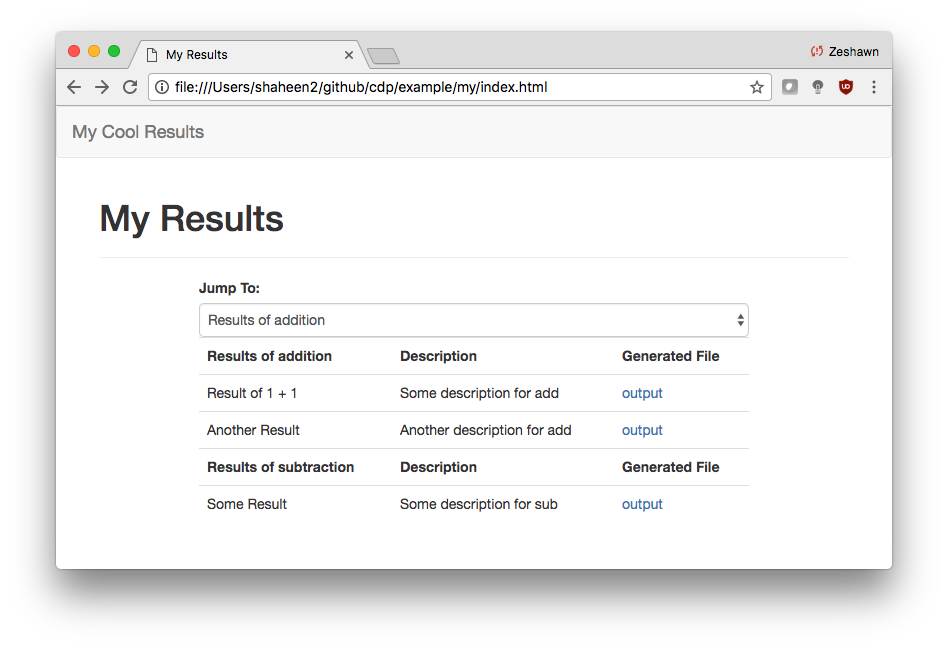 My Results Zeshawn
file:///Users/shaheen2/github/cdp/example/my/index.html
My Cool Results
My Results
Jump To:
Results of addition
Results of addition Description Generated File
Result of 1 + 1 Some description for add output
Another Result Another description for add output
Results of subtraction Description Generated File
Some Result Some description for sub output